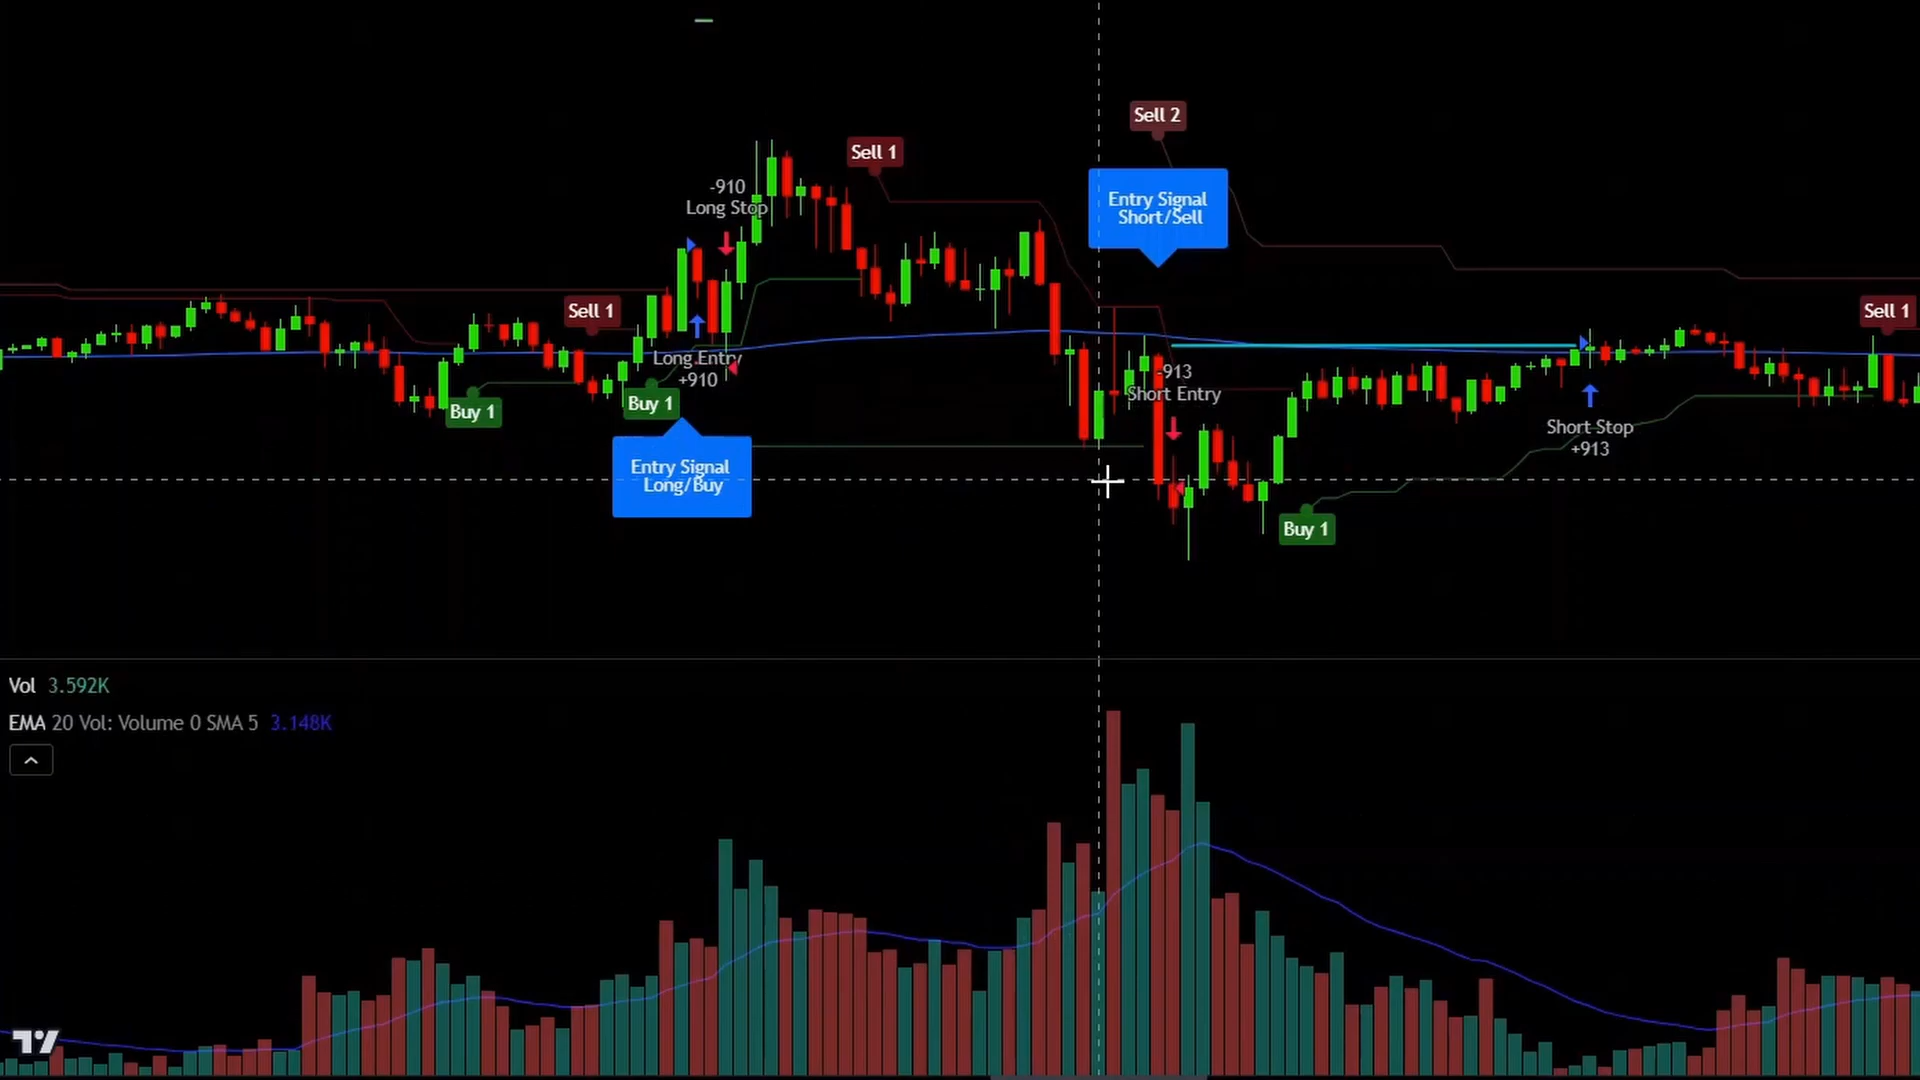 Sell 2
Sell 1
Entry Signal
Short/Sell
-910
Long Stop
Sell 1
Sell 1
Long Entry
+910
-913
Short Entry
Buy 1
Buy 1
Short Stop
+913
Entry Signal
Long/Buy
Buy 1
Vol 3.592K
EMA 20 Vol: Volume 0 SMA 5 3.148K